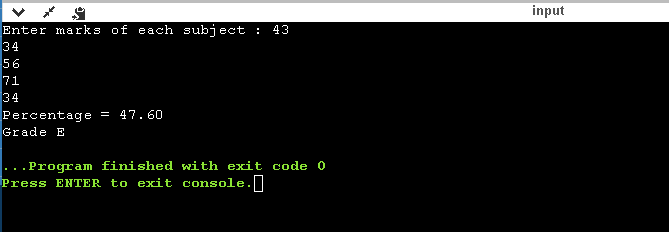 input
Enter marks of each subject : 43
34
56
71
34
Percentage = 47.60
Grade E
...Program finished with exit code 0
Press ENTER to exit console.